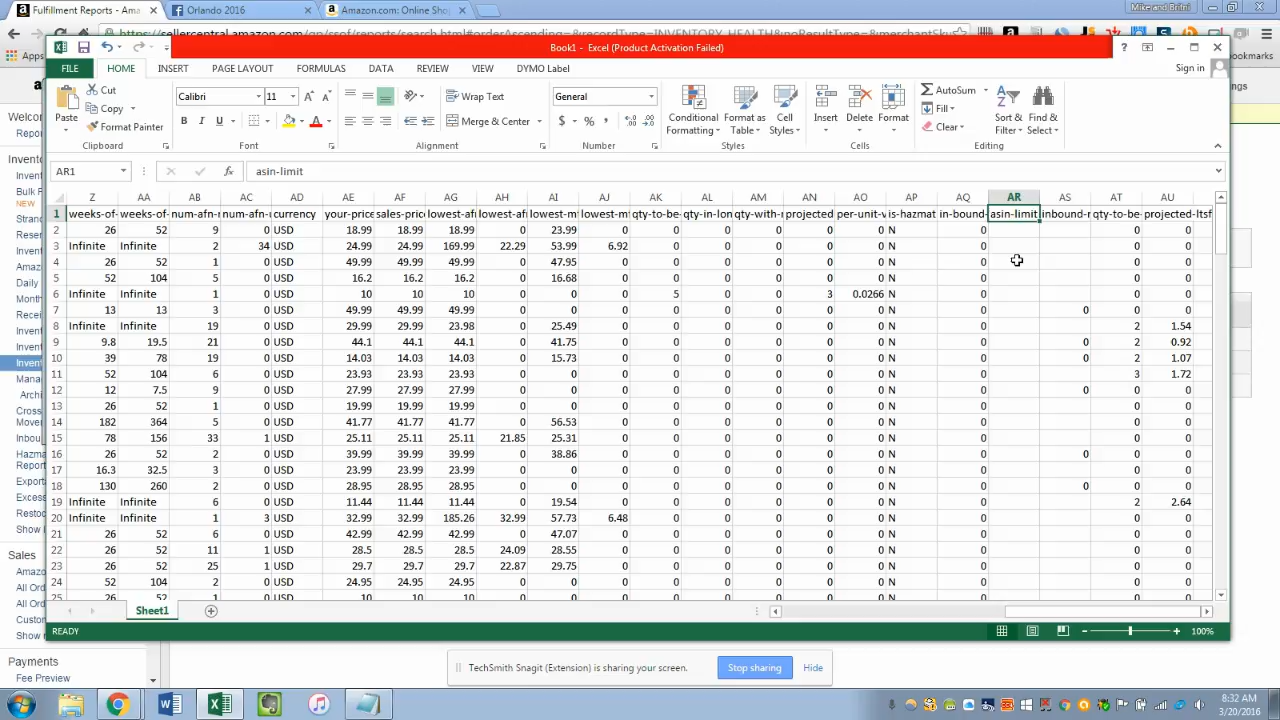 Fulfillment Reports - Ama
Orlando 2016
Amazon.com: Online Sho
Book1 - Excel (Product Activation Failed)
FILE HOME INSERT PAGE LAYOUT FORMULAS DATA REVIEW VIEW DYMO Label
Sign in
Paste
Cut
Copy
Format Painter
Clipboard
Calibri 11
B I U
Font
Wrap Text
Merge & Center
Alignment
General
$ % ,
Number
Conditional Formatting
Format as Table
Cell Styles
Styles
Insert Delete Format
Cells
AutoSum
Fill
Clear
Sort & Filter
Find & Select
Editing
AR1 asin-limit
Z AA AB AC AD AE AF AG AH AI AJ AK AL AM AN AO AP AQ AR AS AT AU
1 weeks-of- weeks-of- num-afn- num-afn- currency your-price sales-pric lowest-af lowest-af lowest-m lowest-m qty-to-be qty-in-lon qty-with- projected per-unit-v is-hazmat in-bound- asin-limit inbound-r qty-to-be projected-ltsf
2 26 52 9 0 USD 18.99 18.99 18.99 0 23.99 0 0 0 0 0 0 N 0 0 0
3 Infinite Infinite 2 34 USD 24.99 24.99 169.99 22.29 53.99 6.92 0 0 0 0 0 N 0 0 0
4 26 52 1 0 USD 49.99 49.99 49.99 0 47.95 0 0 0 0 0 0 N 0 0 0
5 52 104 5 0 USD 16.2 16.2 16.2 0 16.68 0 0 0 0 0 0 N 0 0 0
6 Infinite Infinite 1 0 USD 10 10 10 0 0 0 5 0 0 3 0.0266 N 0 0 0
7 13 13 3 0 USD 49.99 49.99 49.99 0 0 0 0 0 0 0 0 N 0 0 0 0
8 Infinite Infinite 19 0 USD 29.99 29.99 23.98 0 25.49 0 0 0 0 0 0 N 0 2 1.54
9 9.8 19.5 21 0 USD 44.1 44.1 44.1 0 41.75 0 0 0 0 0 0 N 0 0 2 0.92
10 39 78 19 0 USD 14.03 14.03 14.03 0 15.73 0 0 0 0 0 0 N 0 0 2 1.07
11 52 104 6 0 USD 23.93 23.93 23.93 0 0 0 0 0 0 0 0 N 0 3 1.72
12 12 7.5 9 0 USD 27.99 27.99 27.99 0 0 0 0 0 0 0 0 N 0 0 0 0
13 26 52 1 0 USD 19.99 19.99 19.99 0 0 0 0 0 0 0 0 N 0 0 0
14 182 364 5 0 USD 41.77 41.77 41.77 0 56.53 0 0 0 0 0 0 N 0 0 0
15 78 156 33 1 USD 25.11 25.11 25.11 21.85 25.31 0 0 0 0 0 0 N 0 0 0
16 26 52 2 0 USD 39.99 39.99 39.99 0 38.86 0 0 0 0 0 0 N 0 0 0 0
17 16.3 32.5 3 0 USD 23.99 23.99 23.99 0 0 0 0 0 0 0 0 N 0 0 0
18 130 260 2 0 USD 28.95 28.95 28.95 0 0 0 0 0 0 0 0 N 0 0 0 0
19 Infinite Infinite 6 0 USD 11.44 11.44 11.44 0 19.54 0 0 0 0 0 0 N 0 2 2.64
20 Infinite Infinite 1 3 USD 32.99 32.99 185.26 32.99 57.73 6.48 0 0 0 0 0 N 0 0 0
21 26 52 6 0 USD 42.99 42.99 42.99 0 47.07 0 0 0 0 0 0 N 0 0 0
22 26 52 11 1 USD 28.5 28.5 28.5 24.09 28.55 0 0 0 0 0 0 N 0 0 0
23 26 52 25 1 USD 29.7 29.7 29.7 22.87 29.75 0 0 0 0 0 0 N 0 0 0
24 52 104 2 0 USD 24.95 24.95 24.95 0 0 0 0 0 0 0 0 N 0 0 0
Sheet1
READY
100%
TechSmith Snagit (Extension) is sharing your screen.
Stop sharing
Hide
Sales
Payments
Fee Preview
8:32 AM
3/20/2016